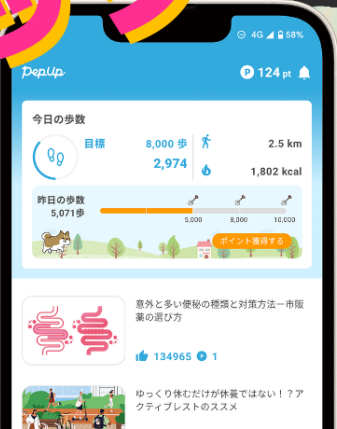 4G 58%
PepUp
P 124 pt
今日の歩数
目標 8,000 歩
2,974
2.5 km
1,802 kcal
昨日の歩数
5,071歩
5,000 8,000 10,000
ポイント獲得する
意外と多い便秘の種類と対策方法ー市販
薬の選び方
134965 P 1
ゆっくり休むだけが休養ではない！？ア
クティブレストのススメ